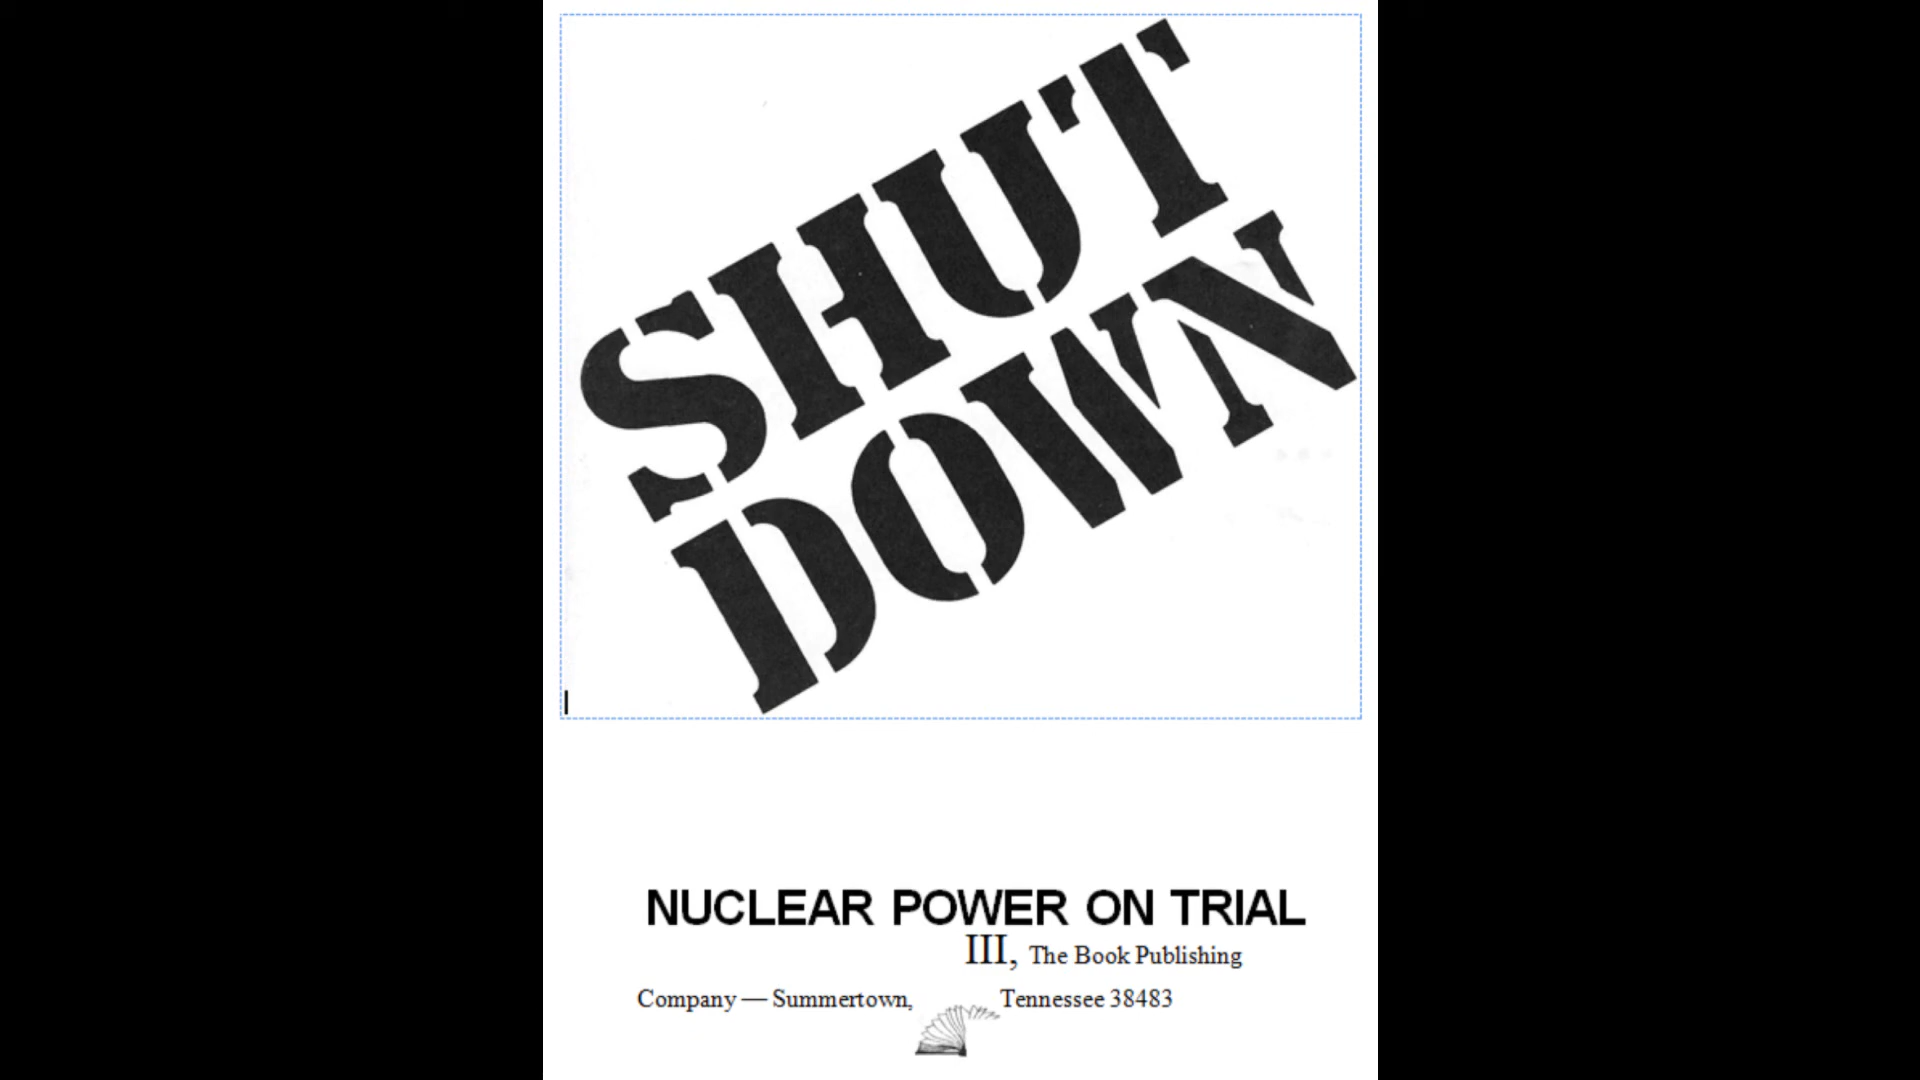 SHUT
DOWN
NUCLEAR POWER ON TRIAL
III, The Book Publishing
Company — Summertown, Tennessee 38483